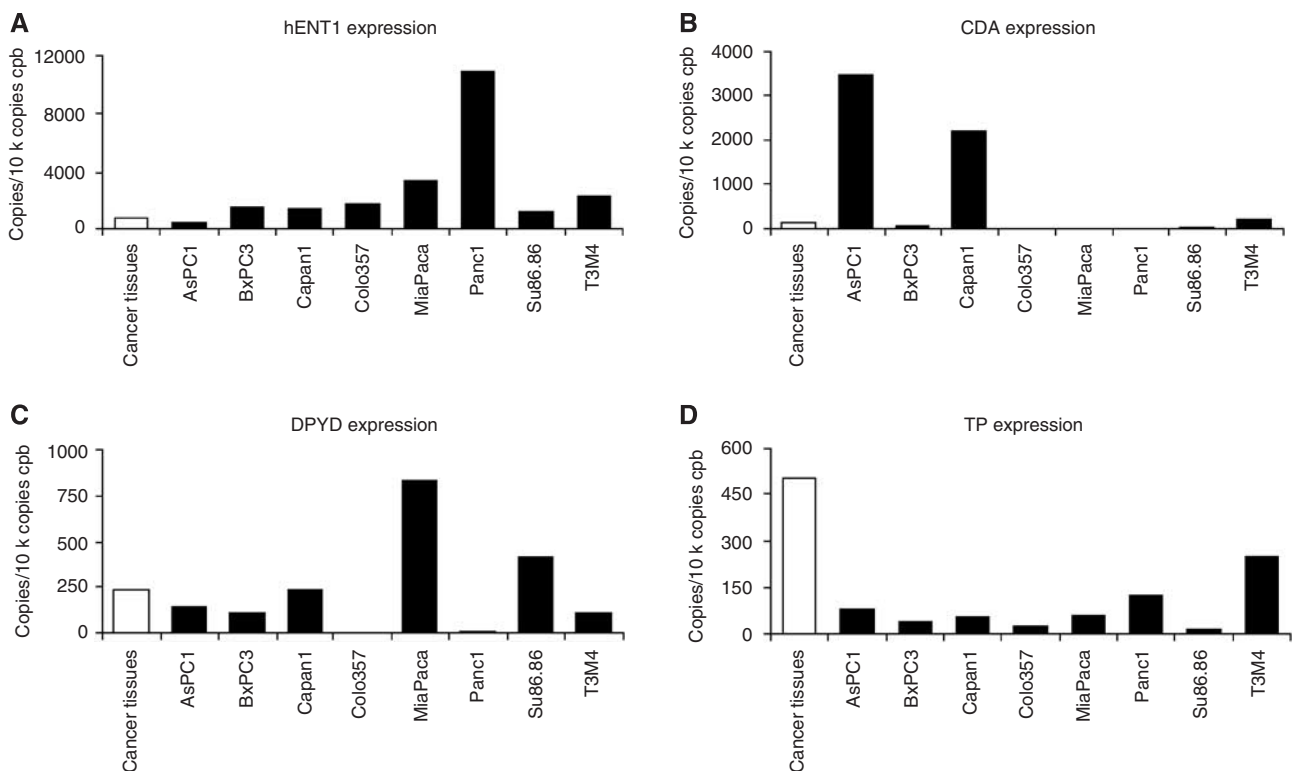 A
hENT1 expression
Copies/10 k copies cpb
12000
8000
4000
0
Cancer tissues
AsPC1
BxPC3
Capan1
Colo357
MiaPaca
Panc1
Su86.86
T3M4
B
CDA expression
Copies/10 k copies cpb
4000
3000
2000
1000
0
Cancer tissues
AsPC1
BxPC3
Capan1
Colo357
MiaPaca
Panc1
Su86.86
T3M4
C
DPYD expression
Copies/10 k copies cpb
1000
750
500
250
0
Cancer tissues
AsPC1
BxPC3
Capan1
Colo357
MiaPaca
Panc1
Su86.86
T3M4
D
TP expression
Copies/10 k copies cpb
600
450
300
150
0
Cancer tissues
AsPC1
BxPC3
Capan1
Colo357
MiaPaca
Panc1
Su86.86
T3M4